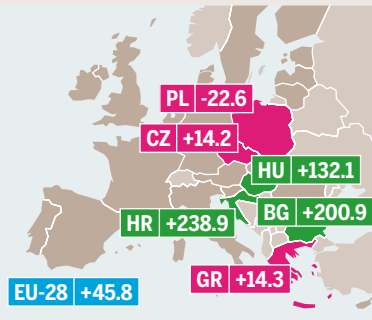 PL -22.6
CZ +14.2
HU +132.1
BG +200.9
HR +238.9
GR +14.3
EU-28 +45.8